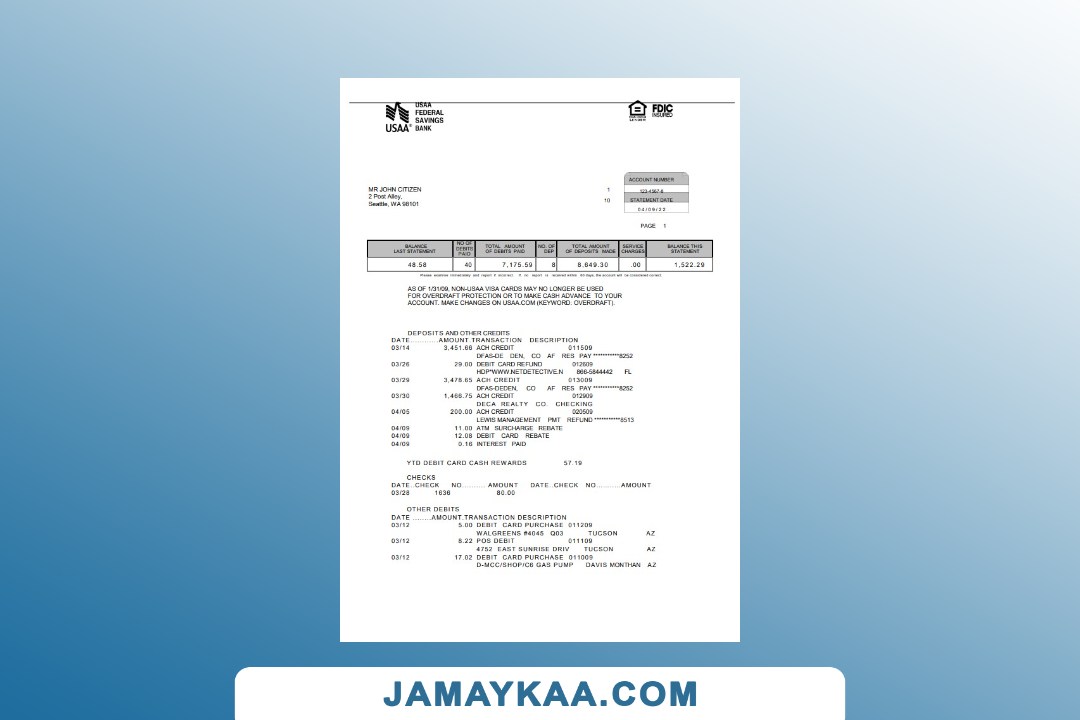 USAA
FEDERAL
SAVINGS
BANK
USAA®
FDIC
INSURED
LENDER
MR JOHN CITIZEN
2 Post Alley,
Seattle, WA 98101
1
10
ACCOUNT NUMBER
123-4567-8
STATEMENT DATE
04/09/22
PAGE 1
BALANCE LAST STATEMENT NO OF DEBITS PAID TOTAL AMOUNT OF DEBITS PAID NO. OF DEP TOTAL AMOUNT OF DEPOSITS MADE SERVICE CHARGES BALANCE THIS STATEMENT
48.58 40 7,175.59 8 8,649.30 .00 1,522.29
Please examine immediately and report if incorrect. If no report is received within 60 days, the account will be considered correct.
AS OF 1/31/09, NON-USAA VISA CARDS MAY NO LONGER BE USED
FOR OVERDRAFT PROTECTION OR TO MAKE CASH ADVANCE TO YOUR
ACCOUNT. MAKE CHANGES ON USAA.COM (KEYWORD: OVERDRAFT).
DEPOSITS AND OTHER CREDITS
DATE...........AMOUNT.TRANSACTION DESCRIPTION
03/14 3,451.66 ACH CREDIT 011509
DFAS-DE DEN, CO AF RES PAY ***********8252
03/26 29.00 DEBIT CARD REFUND 012609
HDP*WWW.NETDETECTIVE.N 866-5844442 FL
03/29 3,478.65 ACH CREDIT 013009
DFAS-DEDEN, CO AF RES PAY ***********8252
03/30 1,466.75 ACH CREDIT 012909
DECA REALTY CO. CHECKING
04/05 200.00 ACH CREDIT 020509
LEWIS MANAGEMENT PMT REFUND ***********8513
04/09 11.00 ATM SURCHARGE REBATE
04/09 12.08 DEBIT CARD REBATE
04/09 0.16 INTEREST PAID
YTD DEBIT CARD CASH REWARDS 57.19
CHECKS
DATE..CHECK NO.......... AMOUNT DATE..CHECK NO...........AMOUNT
03/28 1636 80.00
OTHER DEBITS
DATE ........AMOUNT.TRANSACTION DESCRIPTION
03/12 5.00 DEBIT CARD PURCHASE 011209
WALGREENS #4045 Q03 TUCSON AZ
03/12 8.22 POS DEBIT 011109
4752 EAST SUNRISE DRIV TUCSON AZ
03/12 17.02 DEBIT CARD PURCHASE 011009
D-MCC/SHOP/C6 GAS PUMP DAVIS MONTHAN AZ
JAMAYKAA.COM